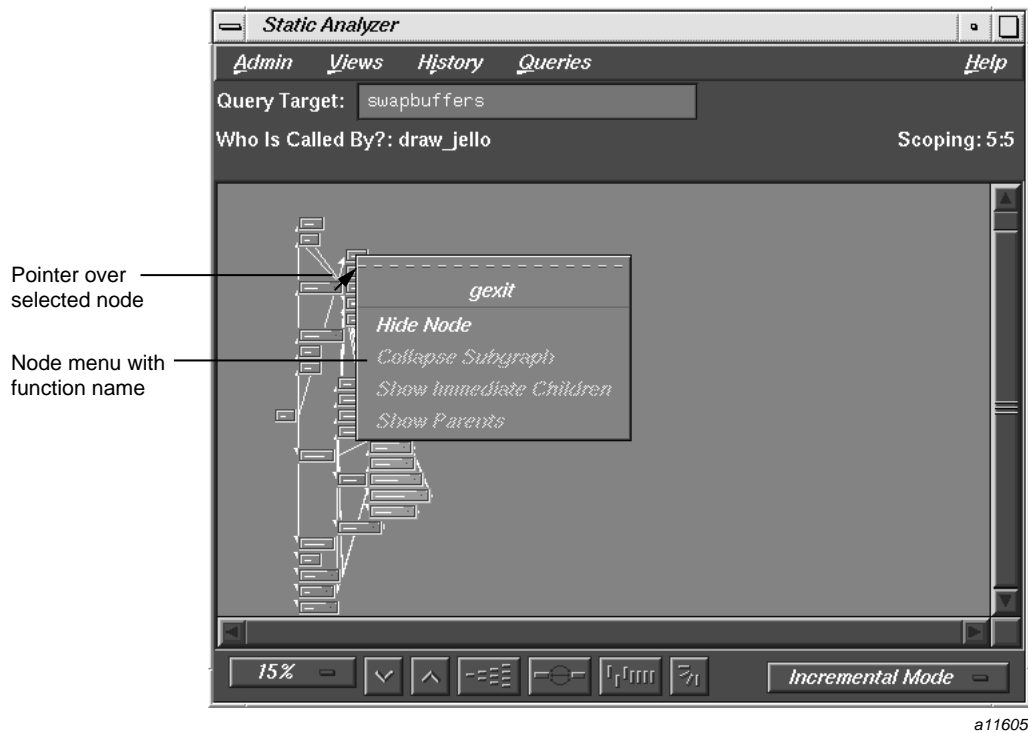 Static Analyzer
Admin Views History Queries Help
Query Target: swapbuffers
Who Is Called By?: draw_jello Scoping: 5:5
Pointer over
selected node
gexit
Hide Node
Node menu with
function name
Collapse Subgraph
Show Immediate Children
Show Parents
15% Incremental Mode
a11605